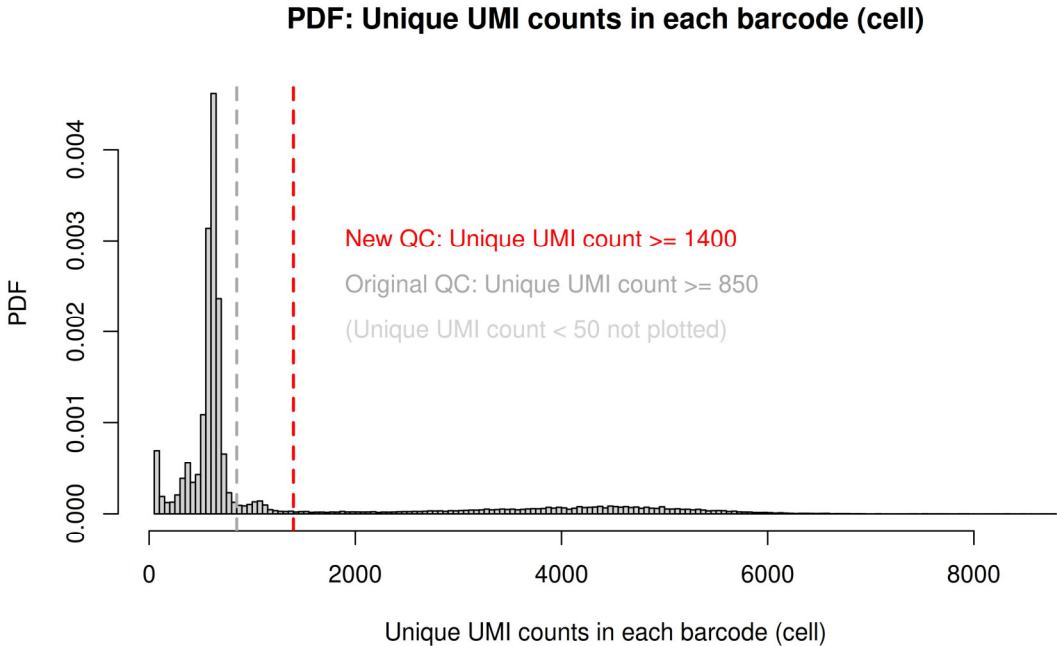 PDF: Unique UMI counts in each barcode (cell)
0.004
0.003
0.002
0.001
0.000
PDF
New QC: Unique UMI count >= 1400
Original QC: Unique UMI count >= 850
(Unique UMI count < 50 not plotted)
0 2000 4000 6000 8000
Unique UMI counts in each barcode (cell)